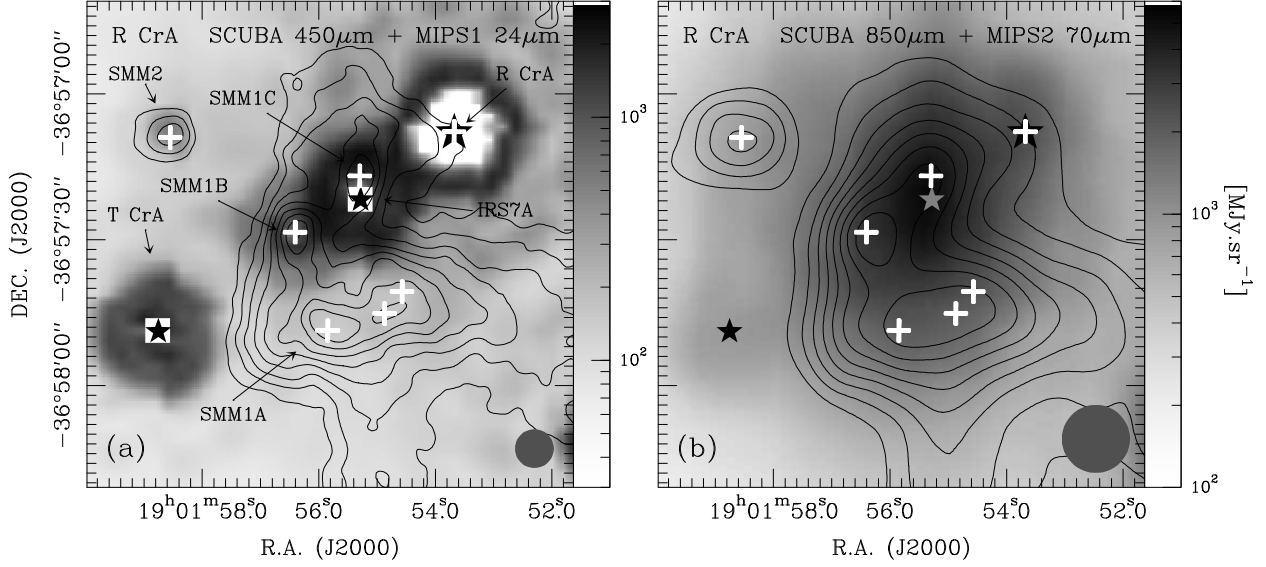 R CrA SCUBA 450μm + MIPS1 24μm
SMM2
R CrA
SMM1C
SMM1B
T CrA
IRS7A
SMM1A
(a)
DEC. (J2000)
−36°57′00″
−36°57′30″
−36°58′00″
19h01m58s.0
56s.0
54s.0
52s.0
R.A. (J2000)
10³
10²
R CrA SCUBA 850μm + MIPS2 70μm
(b)
19h01m58s.0
56s.0
54s.0
52s.0
R.A. (J2000)
10³
10²
[MJy.sr⁻¹]